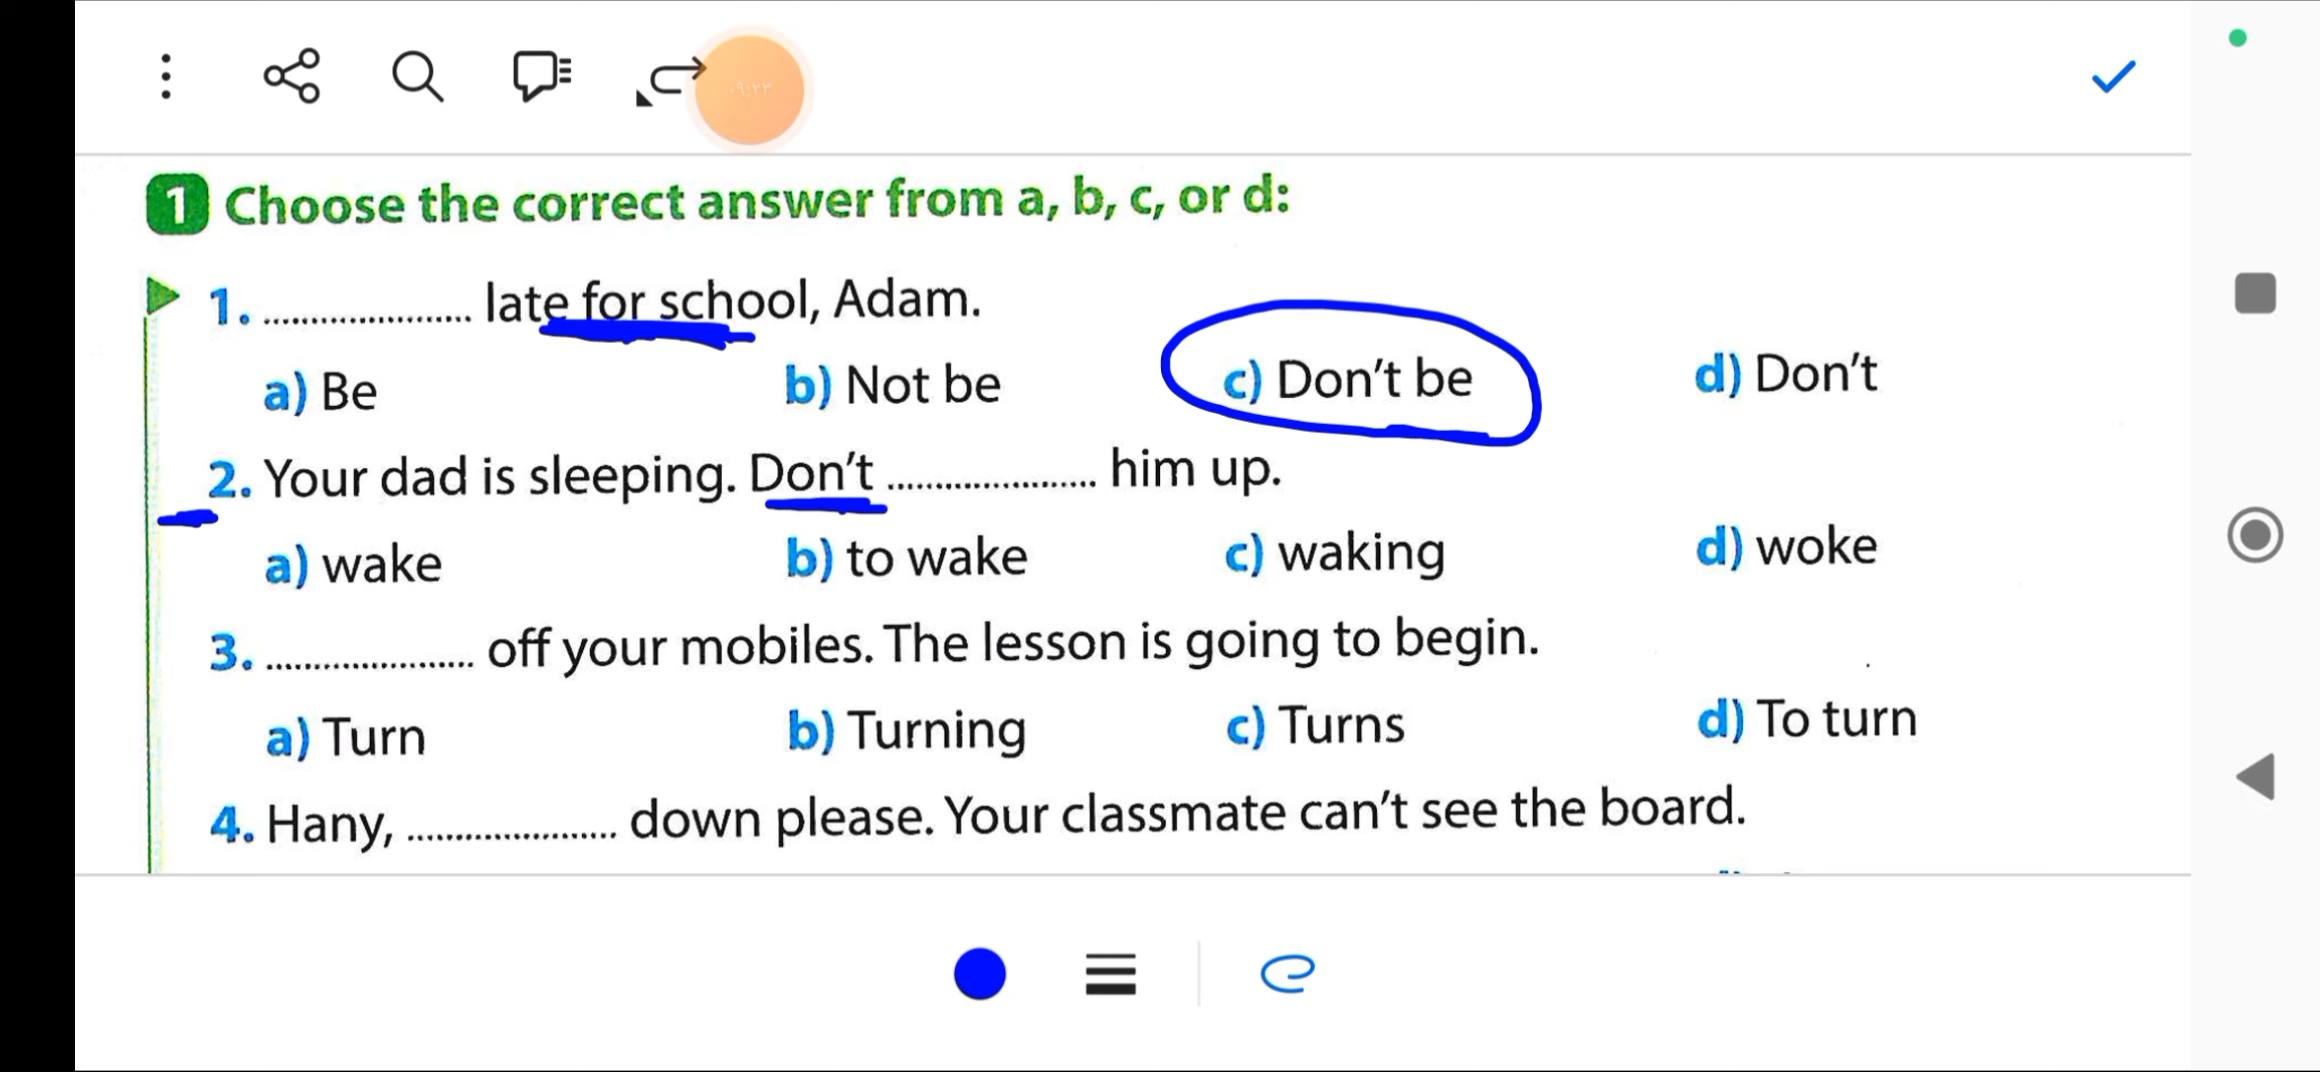 ٠٩:٢٣
1 Choose the correct answer from a, b, c, or d:
1. ...................... late for school, Adam.
a) Be b) Not be c) Don't be d) Don't
2. Your dad is sleeping. Don't ...................... him up.
a) wake b) to wake c) waking d) woke
3. ...................... off your mobiles. The lesson is going to begin.
a) Turn b) Turning c) Turns d) To turn
4. Hany, ...................... down please. Your classmate can't see the board.